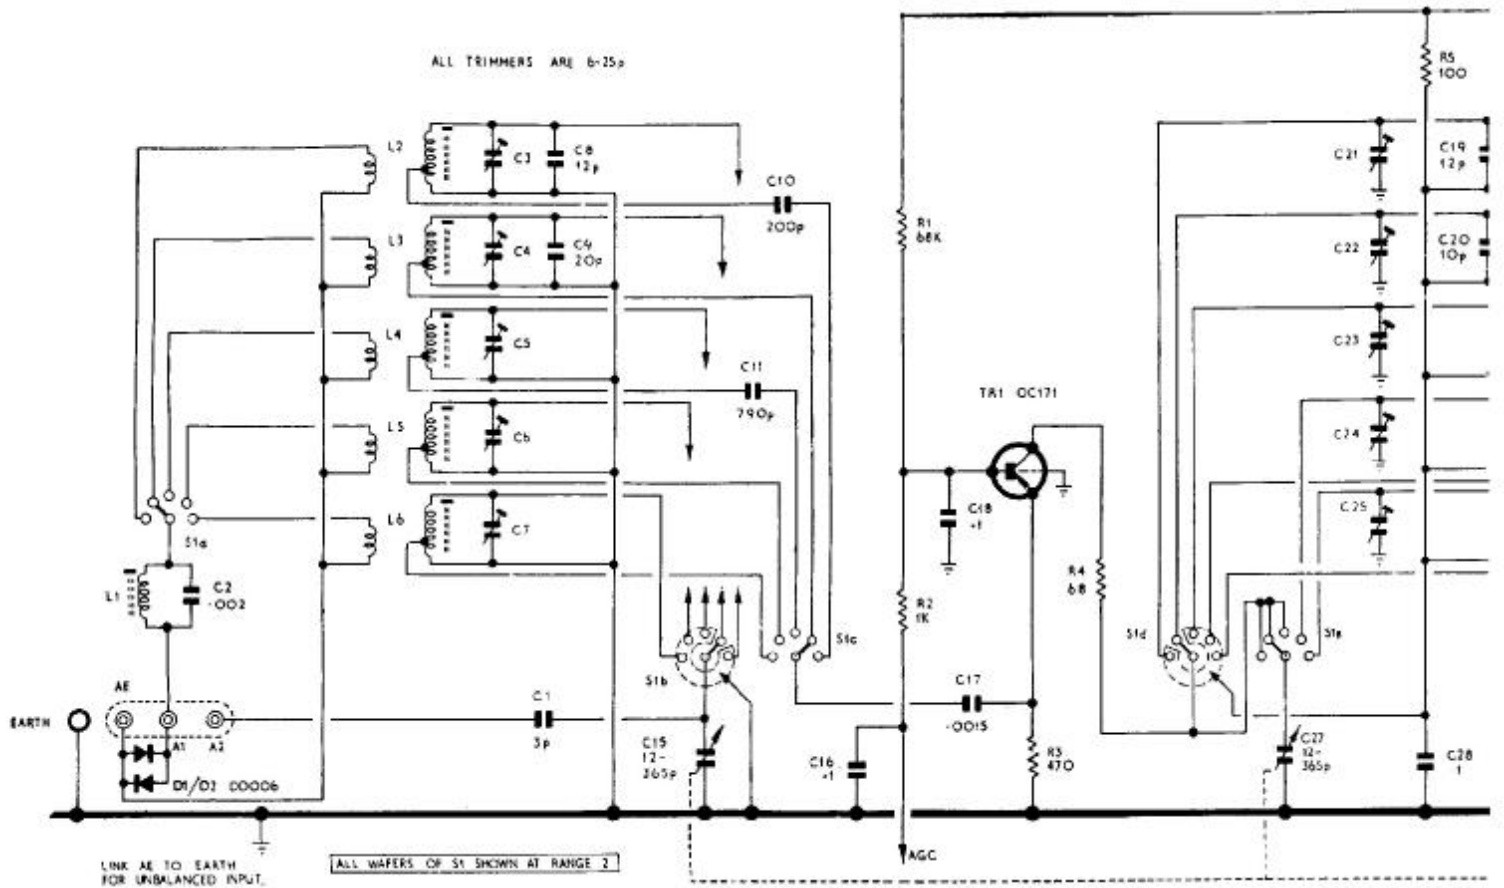 ALL TRIMMERS ARE 6-25p
R5
100
L2
C3
C8
12p
C21
C19
12p
C10
200p
R1
68K
L3
C4
C9
20p
C22
C20
10p
L4
C5
C23
C11
790p
TR1 OC171
L5
C6
C24
L6
C7
C18
·1
C25
S1a
L1
C2
·002
R4
68
R2
1K
S1b
S1c
S1d
S1e
C17
·0015
AE
EARTH
A1
A2
C1
3p
C15
12-
365p
C16
·1
R3
470
C27
12-
365p
C28
·1
D1/D2 DD006
AGC
LINK AE TO EARTH
FOR UNBALANCED INPUT.
ALL WAFERS OF S1 SHOWN AT RANGE 2